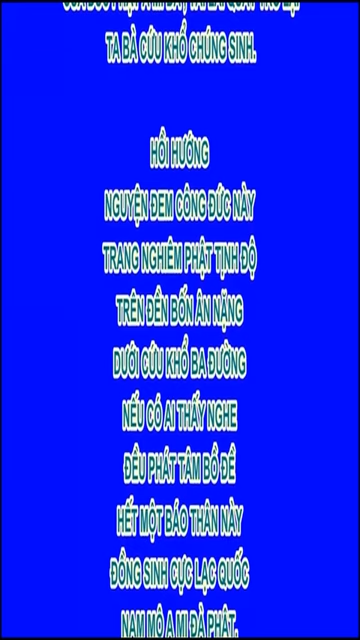 TA BÀ CỨU KHỔ CHÚNG SINH.
HỒI HƯỚNG
NGUYỆN ĐEM CÔNG ĐỨC NÀY
TRANG NGHIÊM PHẬT TỊNH ĐỘ
TRÊN ĐỀN BỐN ÂN NẶNG
DƯỚI CỨU KHỔ BA ĐƯỜNG
NẾU CÓ AI THẤY NGHE
ĐỀU PHÁT TÂM BỒ ĐỀ
HẾT MỘT BÁO THÂN NÀY
ĐỒNG SINH CỰC LẠC QUỐC
NAM MÔ A MI ĐÀ PHẬT.